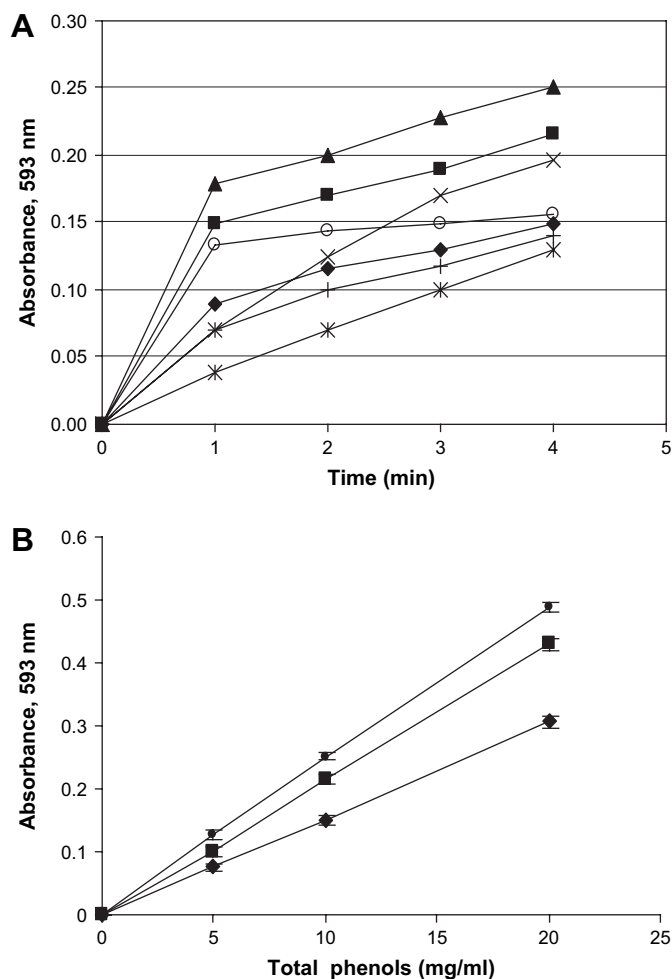 A
0.30
0.25
0.20
0.15
0.10
0.05
0.00
Absorbance, 593 nm
0 1 2 3 4 5
Time (min)
B
0.6
0.5
0.4
0.3
0.2
0.1
0
Absorbance, 593 nm
0 5 10 15 20 25
Total phenols (mg/ml)